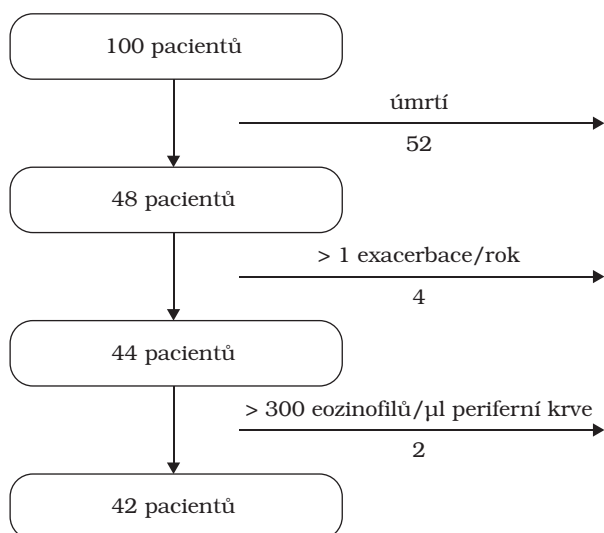 100 pacientů
úmrtí
52
48 pacientů
> 1 exacerbace/rok
4
44 pacientů
> 300 eozinofilů/µl periferní krve
2
42 pacientů